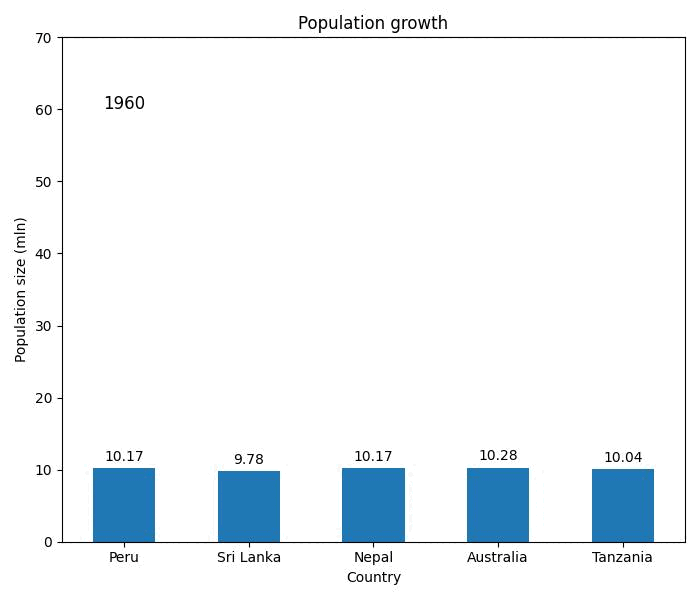 Population growth
70
60
50
40
30
20
10
0
Population size (mln)
1960
10.17
9.78
10.17
10.28
10.04
Peru
Sri Lanka
Nepal
Australia
Tanzania
Country